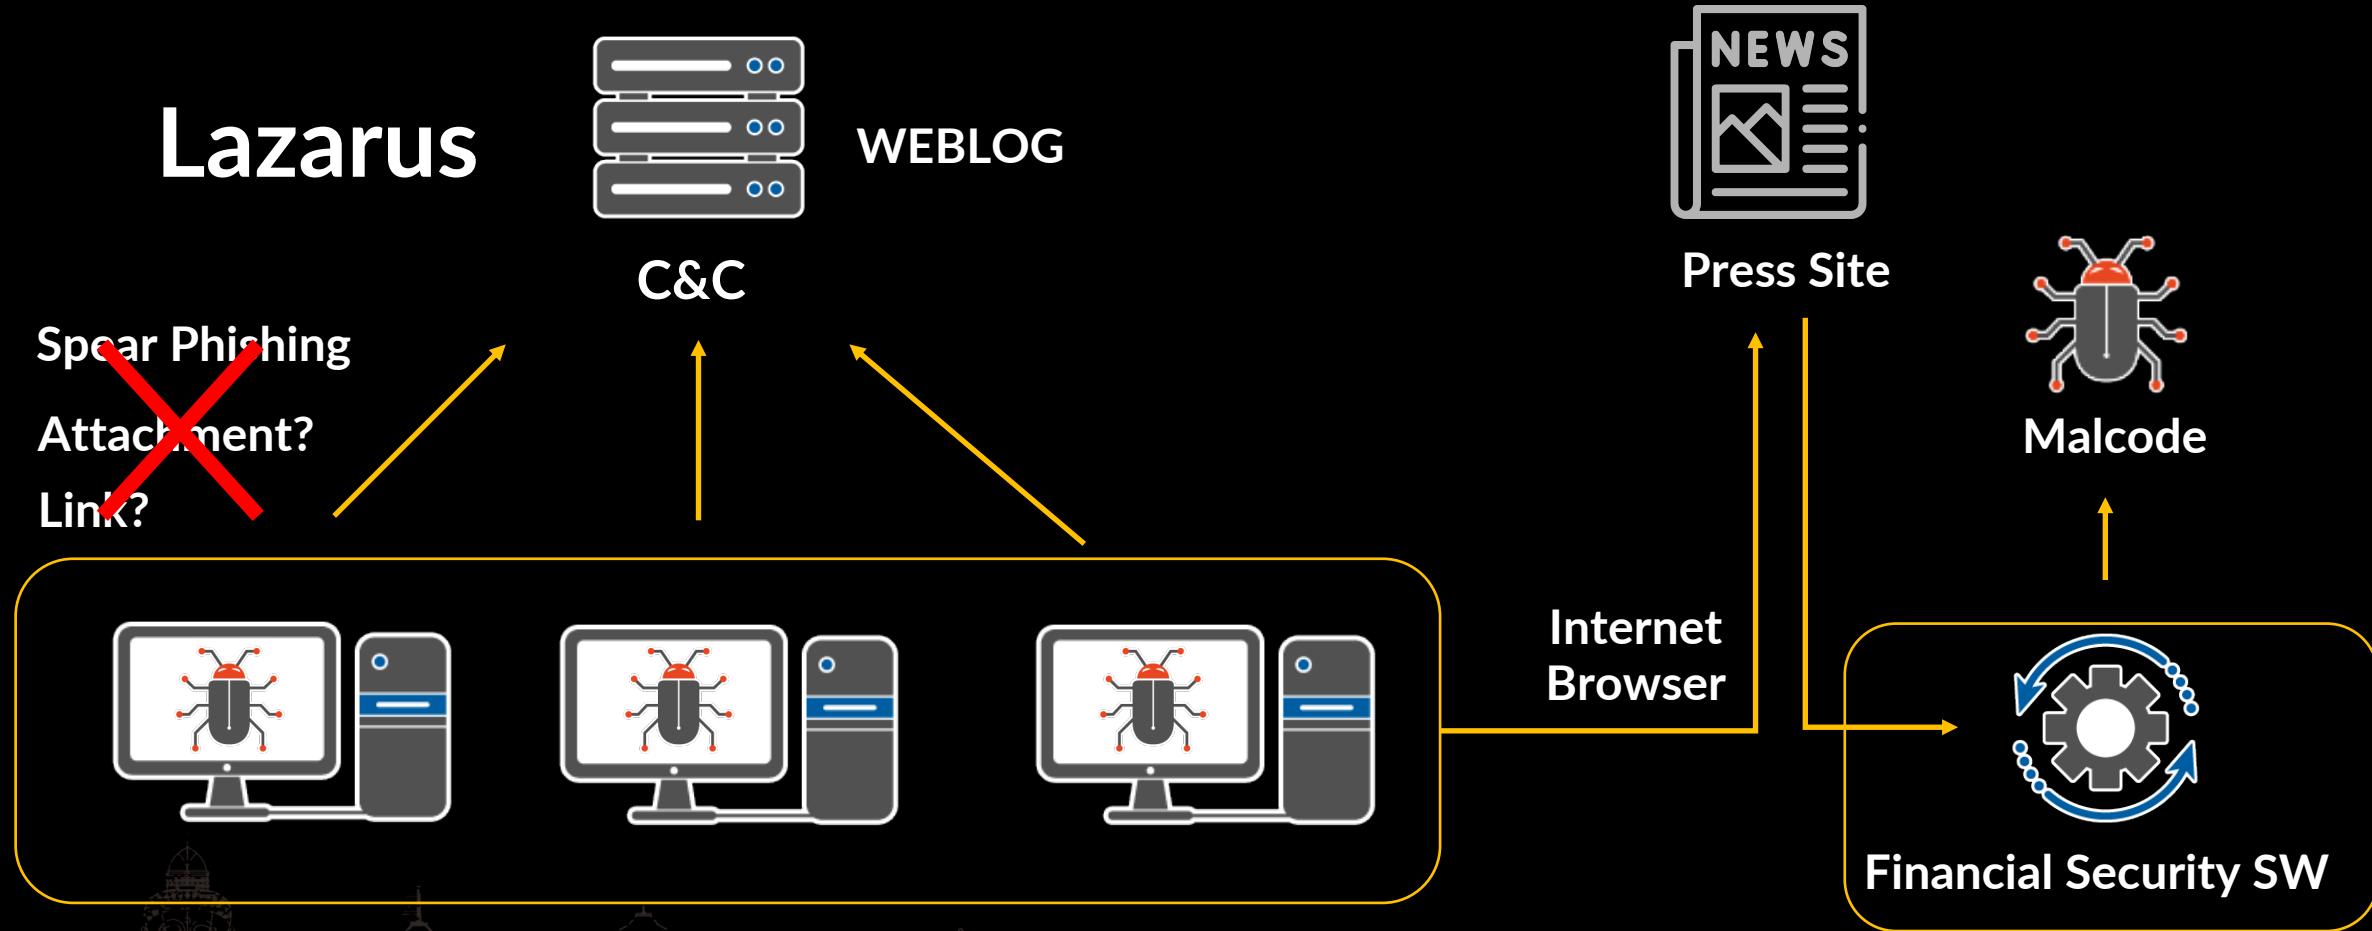 Lazarus
WEBLOG
C&C
NEWS
Press Site
Malcode
Spear Phishing
Attachment?
Link?
Internet
Browser
Financial Security SW